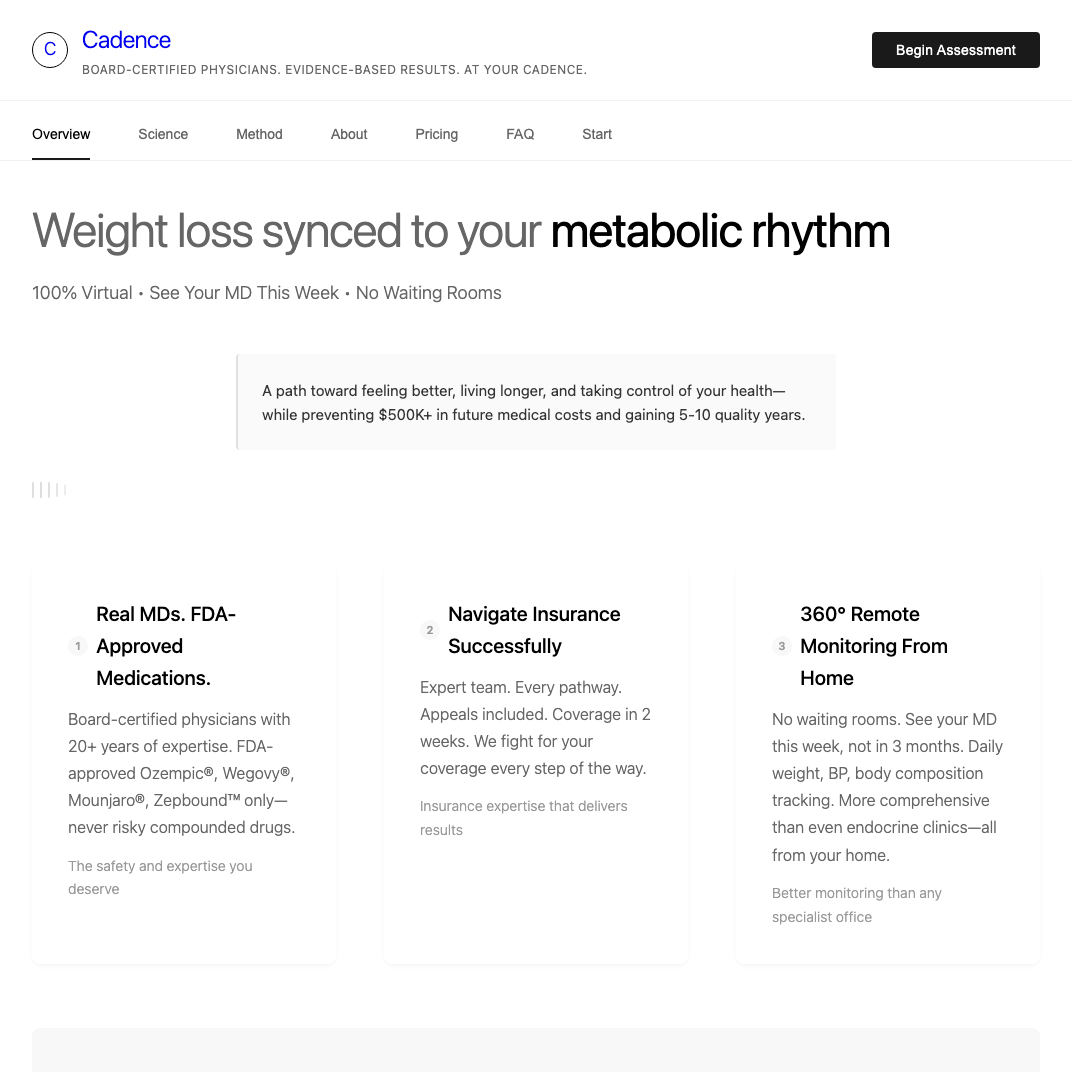 C
Cadence
BOARD-CERTIFIED PHYSICIANS. EVIDENCE-BASED RESULTS. AT YOUR CADENCE.
Begin Assessment
Overview Science Method About Pricing FAQ Start
Weight loss synced to your metabolic rhythm
100% Virtual • See Your MD This Week • No Waiting Rooms
A path toward feeling better, living longer, and taking control of your health—
while preventing $500K+ in future medical costs and gaining 5-10 quality years.
1
Real MDs. FDA-
Approved
Medications.
Board-certified physicians with
20+ years of expertise. FDA-
approved Ozempic®, Wegovy®,
Mounjaro®, Zepbound™ only—
never risky compounded drugs.
The safety and expertise you
deserve
2
Navigate Insurance
Successfully
Expert team. Every pathway.
Appeals included. Coverage in 2
weeks. We fight for your
coverage every step of the way.
Insurance expertise that delivers
results
3
360° Remote
Monitoring From
Home
No waiting rooms. See your MD
this week, not in 3 months. Daily
weight, BP, body composition
tracking. More comprehensive
than even endocrine clinics—all
from your home.
Better monitoring than any
specialist office